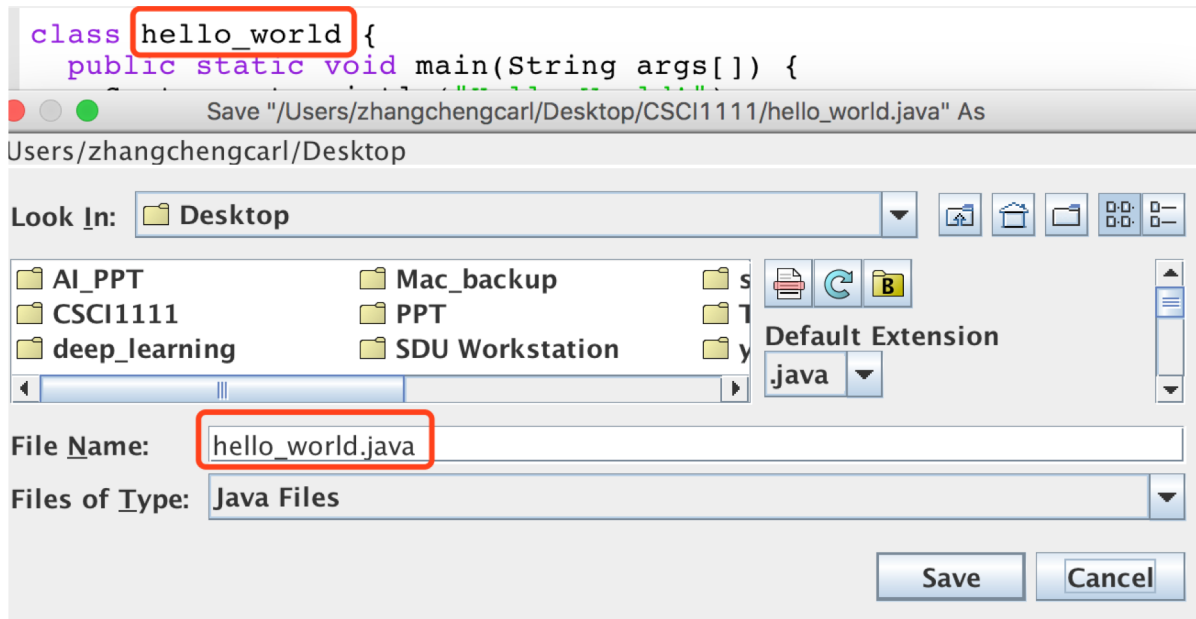 class hello_world {
public static void main(String args[]) {
Save "/Users/zhangchengcarl/Desktop/CSCI1111/hello_world.java" As
Users/zhangchengcarl/Desktop
Look In: Desktop
AI_PPT Mac_backup
CSCI1111 PPT
deep_learning SDU Workstation
B
Default Extension
.java
File Name: hello_world.java
Files of Type: Java Files
Save Cancel